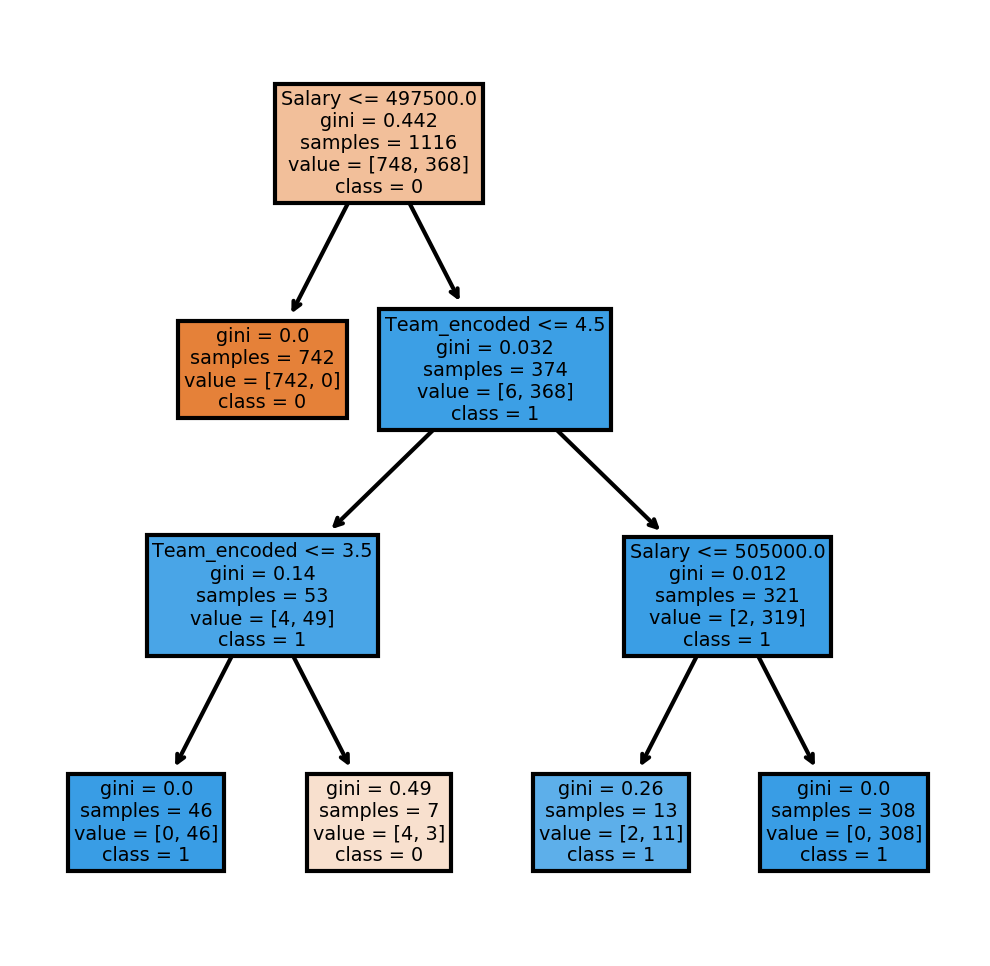 Salary <= 497500.0
gini = 0.442
samples = 1116
value = [748, 368]
class = 0
gini = 0.0
samples = 742
value = [742, 0]
class = 0
Team_encoded <= 4.5
gini = 0.032
samples = 374
value = [6, 368]
class = 1
Team_encoded <= 3.5
gini = 0.14
samples = 53
value = [4, 49]
class = 1
Salary <= 505000.0
gini = 0.012
samples = 321
value = [2, 319]
class = 1
gini = 0.0
samples = 46
value = [0, 46]
class = 1
gini = 0.49
samples = 7
value = [4, 3]
class = 0
gini = 0.26
samples = 13
value = [2, 11]
class = 1
gini = 0.0
samples = 308
value = [0, 308]
class = 1